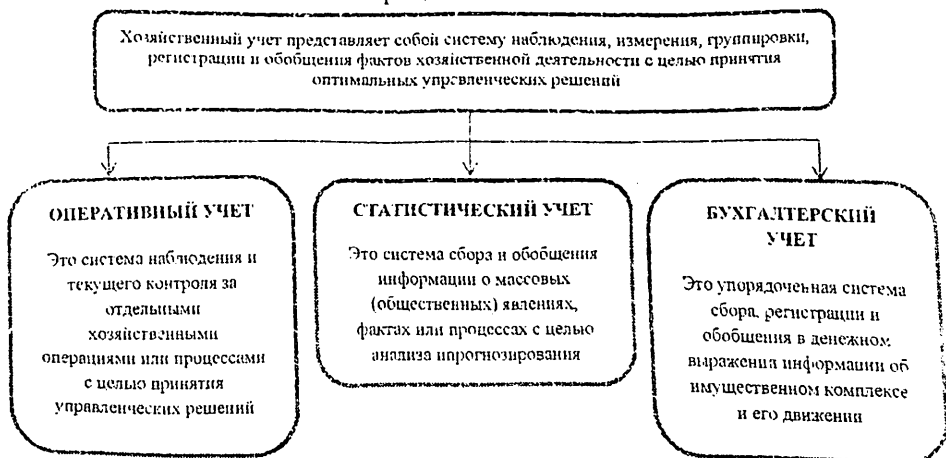 Хозяйственный учет представляет собой систему наблюдения, измерения, группировки,
регистрации и обобщения фактов хозяйственной деятельности с целью принятия
оптимальных управленческих решений
ОПЕРАТИВНЫЙ УЧЕТ
Это система наблюдения и
текущего контроля за
отдельными
хозяйственными
операциями или процессами
с целью принятия
управленческих решений
СТАТИСТИЧЕСКИЙ УЧЕТ
Это система сбора и обобщения
информации о массовых
(общественных) явлениях,
фактах или процессах с целью
анализа ипрогнозирования
БУХГАЛТЕРСКИЙ
УЧЕТ
Это упорядоченная система
сбора, регистрации и
обобщения в денежном
выражения информации об
имущественном комплексе
и его движении